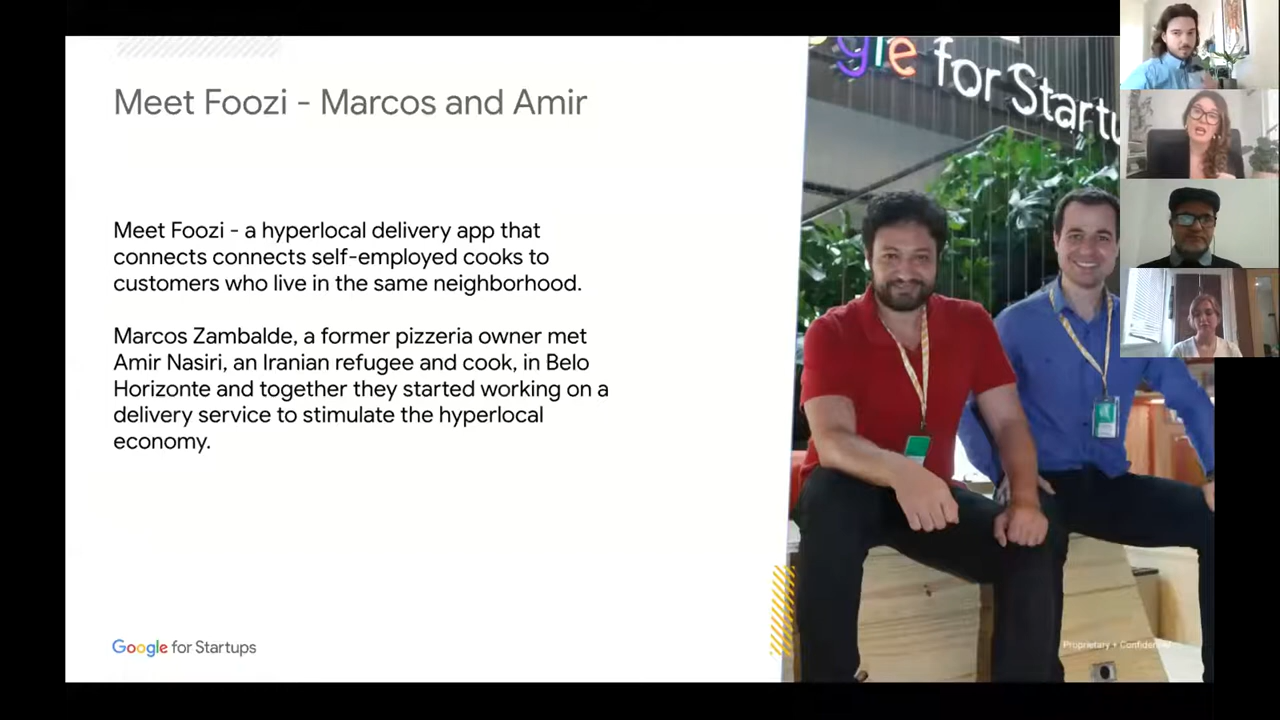 Meet Foozi - Marcos and Amir
Meet Foozi - a hyperlocal delivery app that
connects connects self-employed cooks to
customers who live in the same neighborhood.
Marcos Zambalde, a former pizzeria owner met
Amir Nasiri, an Iranian refugee and cook, in Belo
Horizonte and together they started working on a
delivery service to stimulate the hyperlocal
economy.
Google for Startups
gle for Startu
Proprietary + Confidential